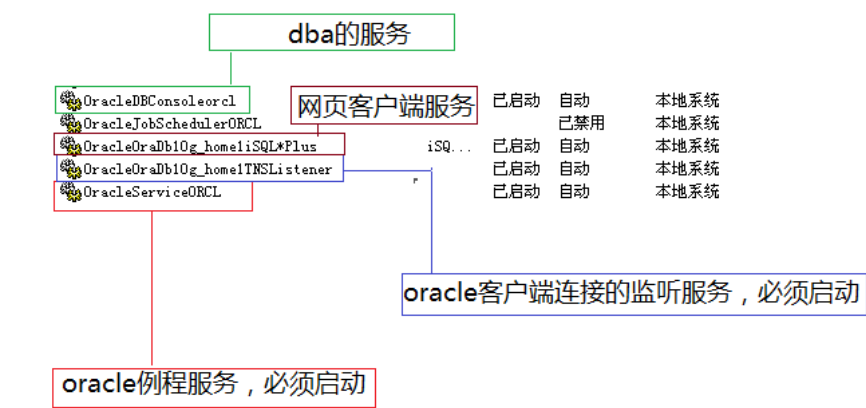 dba的服务
OracleDBConsoleorcl 已启动 自动 本地系统
网页客户端服务
OracleJobSchedulerORCL 已禁用 本地系统
OracleOraDb10g_home1iSQL*Plus iSQ... 已启动 自动 本地系统
OracleOraDb10g_home1TNSListener 已启动 自动 本地系统
OracleServiceORCL 已启动 自动 本地系统
oracle客户端连接的监听服务，必须启动
oracle例程服务，必须启动